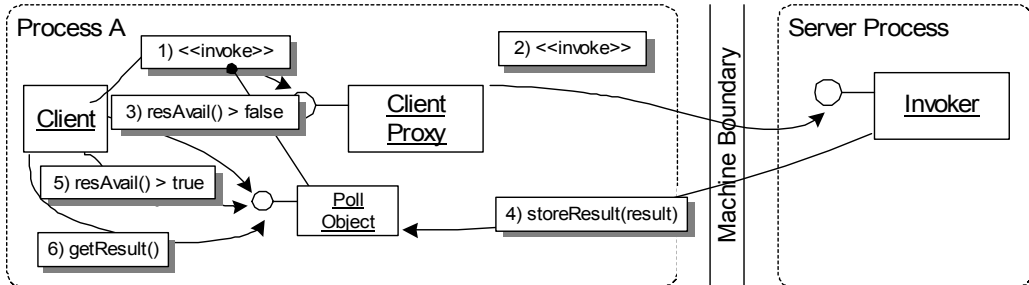 Process A
Server Process
1) <<invoke>>
2) <<invoke>>
Client
3) resAvail() > false
Client
Proxy
Machine Boundary
Invoker
5) resAvail() > true
Poll
Object
4) storeResult(result)
6) getResult()